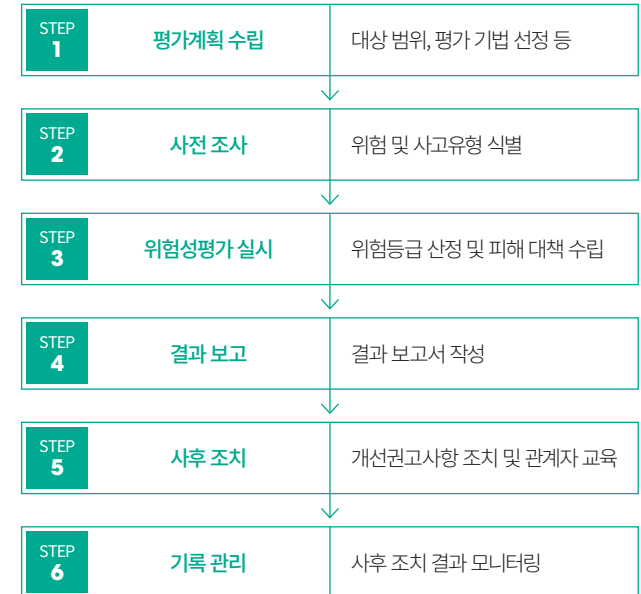 STEP
1
평가계획 수립
대상 범위, 평가 기법 선정 등
STEP
2
사전 조사
위험 및 사고유형 식별
STEP
3
위험성평가 실시
위험등급 산정 및 피해 대책 수립
STEP
4
결과 보고
결과 보고서 작성
STEP
5
사후 조치
개선권고사항 조치 및 관계자 교육
STEP
6
기록 관리
사후 조치 결과 모니터링